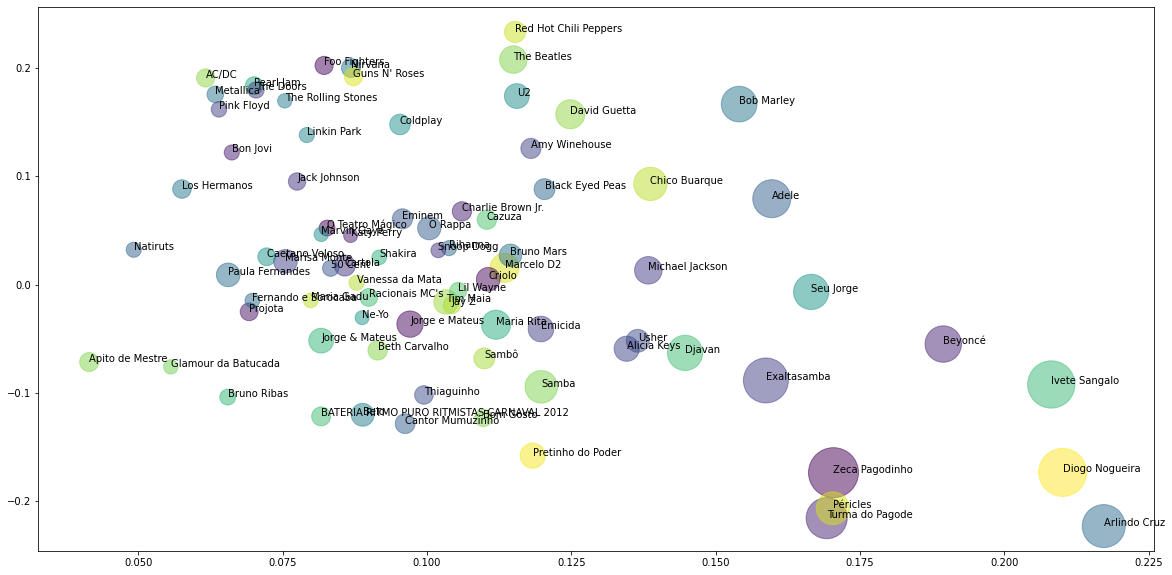 Red Hot Chili Peppers
The Beatles
Foo Fighters
Nirvana
Guns N' Roses
0.2
AC/DC
Pearl Jam
The Doors
Metallica
The Rolling Stones
Pink Floyd
U2
David Guetta
Bob Marley
Coldplay
Linkin Park
Bon Jovi
Amy Winehouse
0.1
Jack Johnson
Los Hermanos
Black Eyed Peas
Chico Buarque
Adele
Charlie Brown Jr.
Eminem
Cazuza
O Teatro Mágico
O Rappa
Marvin Gaye
Katy Perry
Natiruts
Snoop Dogg
Rihanna
Caetano Veloso
Marisa Monte
Shakira
Bruno Mars
50 Cent
Cartola
Marcelo D2
Michael Jackson
Paula Fernandes
Vanessa da Mata
Criolo
0.0
Lil Wayne
Seu Jorge
Fernando e Sorocaba
Maria Gadú
Racionais MC's
Tim Maia
Jay Z
Projota
Ne-Yo
Jorge e Mateus
Maria Rita
Emicida
Jorge & Mateus
Usher
Alicia Keys
Beyoncé
Beth Carvalho
Djavan
Apito de Mestre
Glamour da Batucada
Sambô
Samba
Exaltasamba
Ivete Sangalo
−0.1
Bruno Ribas
Thiaguinho
BATERIA RITMO PURO RITMISTAS CARNAVAL 2012
Belo
Bom Gosto
Cantor Mumuzinho
Pretinho do Poder
Zeca Pagodinho
Diogo Nogueira
−0.2
Péricles
Turma do Pagode
Arlindo Cruz
0.050
0.075
0.100
0.125
0.150
0.175
0.200
0.225